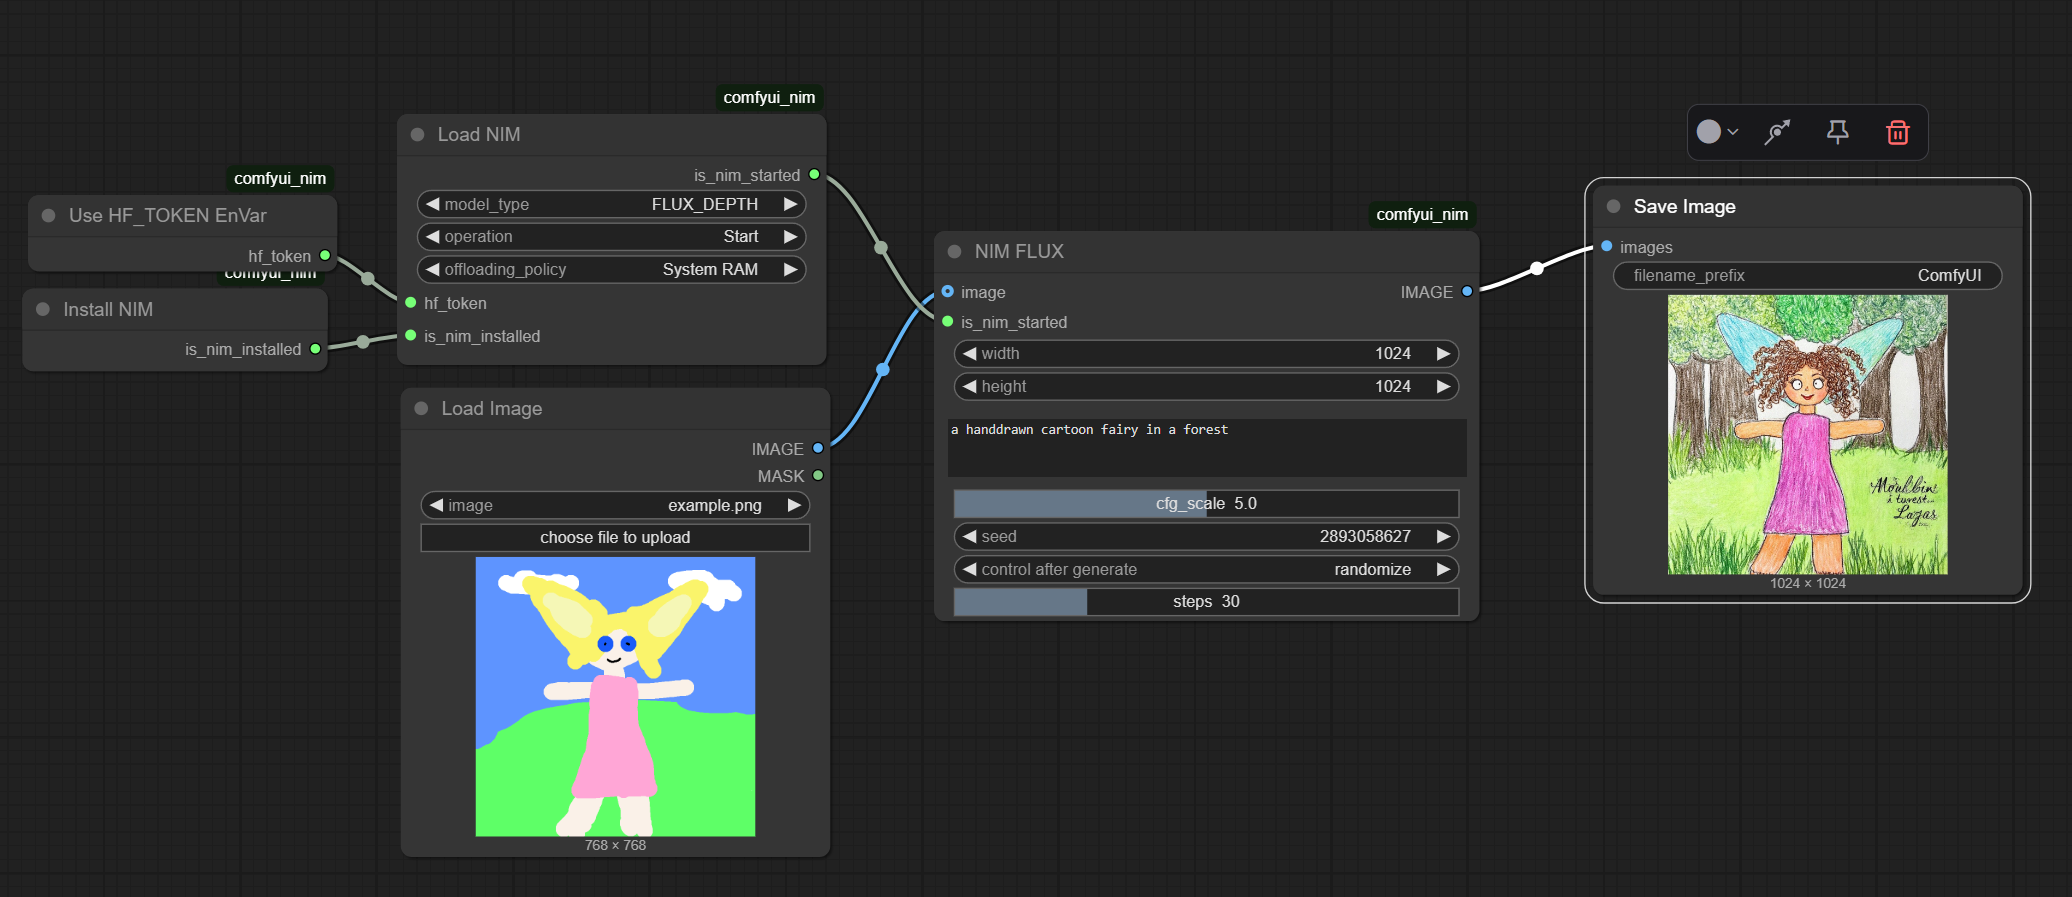 comfyui_nim
Use HF_TOKEN EnVar
hf_token
comfyui_nim
Install NIM
is_nim_installed
comfyui_nim
Load NIM
is_nim_started
model_type FLUX_DEPTH
operation Start
offloading_policy System RAM
hf_token
is_nim_installed
Load Image
IMAGE
MASK
image example.png
choose file to upload
768 × 768
comfyui_nim
NIM FLUX
image IMAGE
is_nim_started
width 1024
height 1024
a handdrawn cartoon fairy in a forest
cfg_scale 5.0
seed 2893058627
control after generate randomize
steps 30
Save Image
images
filename_prefix ComfyUI
Lagas
1024 × 1024